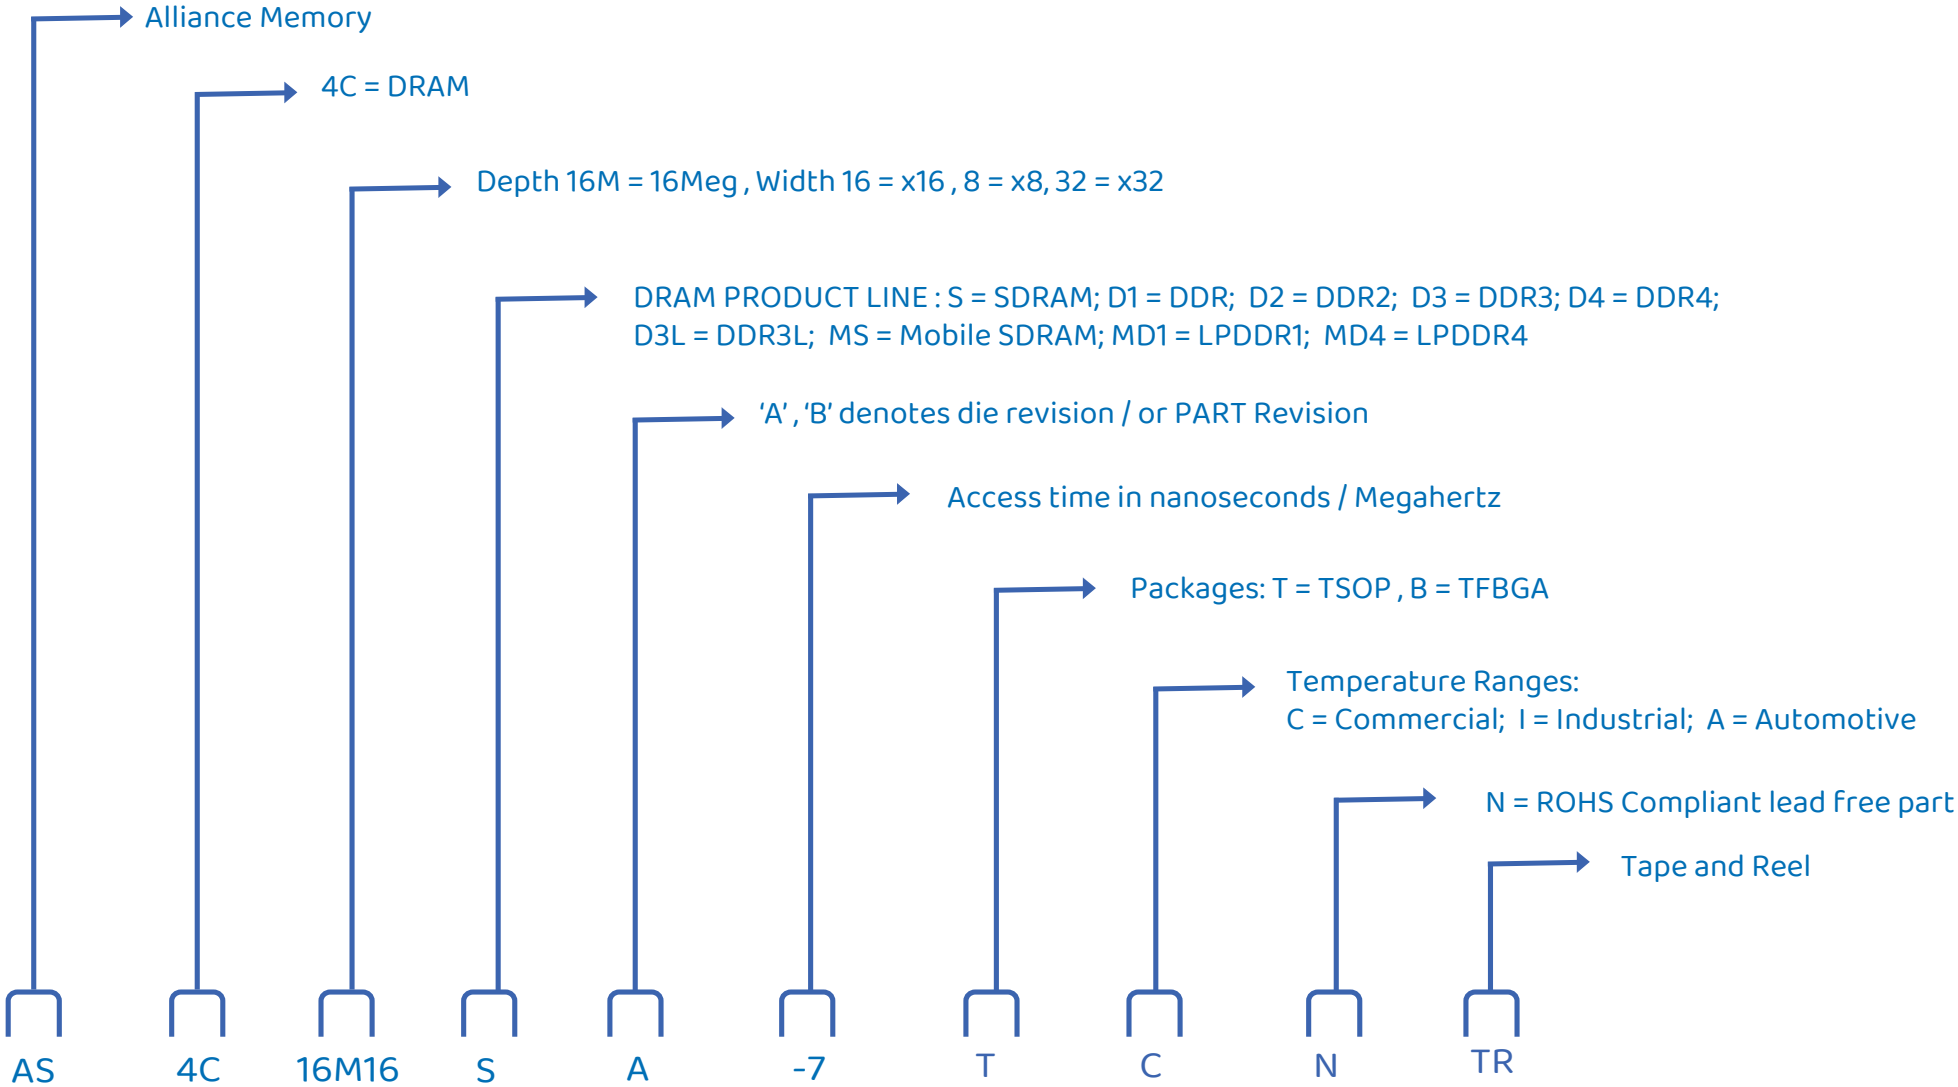 Alliance Memory
4C = DRAM
Depth 16M = 16Meg , Width 16 = x16 , 8 = x8, 32 = x32
DRAM PRODUCT LINE : S = SDRAM; D1 = DDR; D2 = DDR2; D3 = DDR3; D4 = DDR4;
D3L = DDR3L; MS = Mobile SDRAM; MD1 = LPDDR1; MD4 = LPDDR4
‘A’ , ‘B’ denotes die revision / or PART Revision
Access time in nanoseconds / Megahertz
Packages: T = TSOP , B = TFBGA
Temperature Ranges:
C = Commercial; I = Industrial; A = Automotive
N = ROHS Compliant lead free part
Tape and Reel
AS 4C 16M16 S A -7 T C N TR